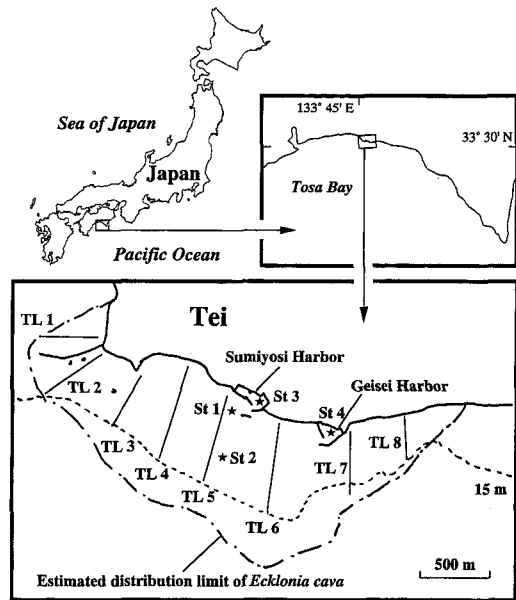 Sea of Japan
Japan
Pacific Ocean
133° 45' E
33° 30' N
Tosa Bay
Tei
TL 1
Sumiyosi Harbor
St 3
Geisei Harbor
TL 2
St 1
St 4
TL 3
St 2
TL 8
TL 4
TL 7
TL 5
15 m
TL 6
500 m
Estimated distribution limit of Ecklonia cava